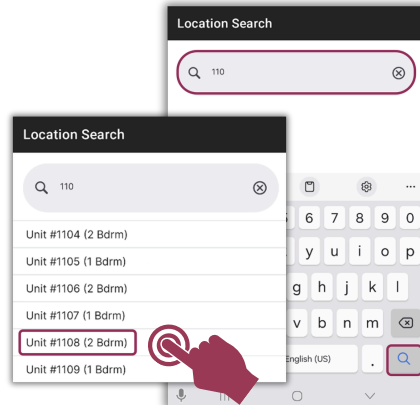 Location Search
110
Location Search
110
Unit #1104 (2 Bdrm)
Unit #1105 (1 Bdrm)
Unit #1106 (2 Bdrm)
Unit #1107 (1 Bdrm)
Unit #1108 (2 Bdrm)
Unit #1109 (1 Bdrm)
6 7 8 9 0
y u i o p
g h j k l
v b n m
English (US) .